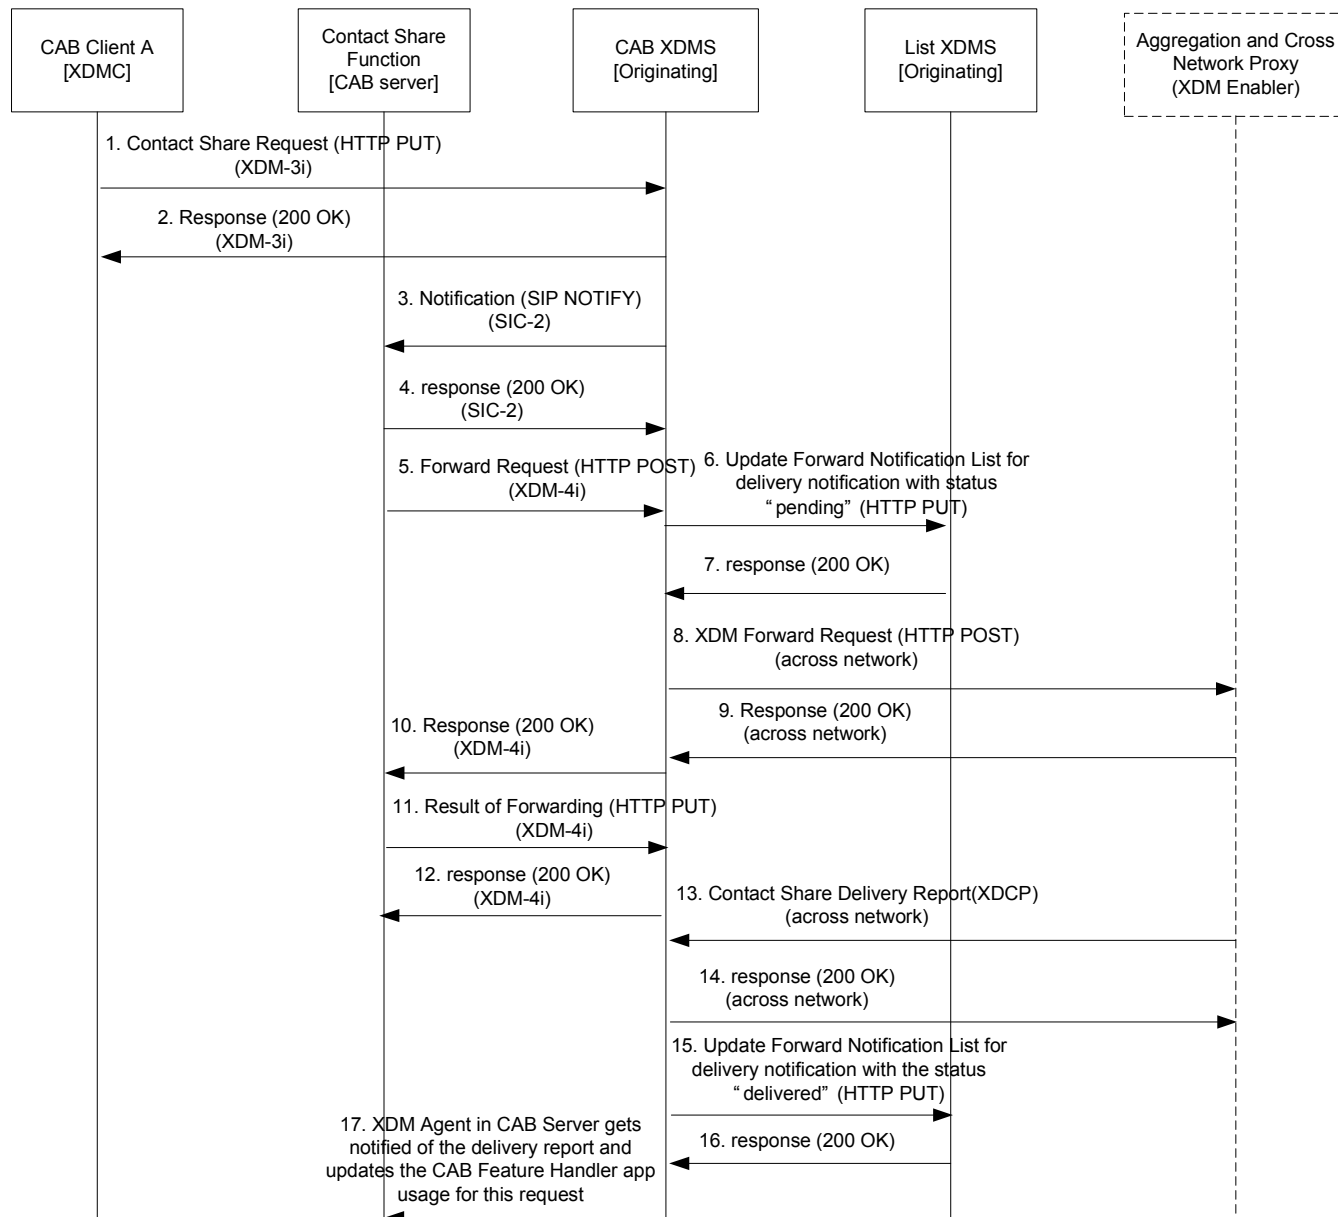 CAB Client A
[XDMC]
Contact Share
Function
[CAB server]
CAB XDMS
[Originating]
List XDMS
[Originating]
Aggregation and Cross
Network Proxy
(XDM Enabler)
1. Contact Share Request (HTTP PUT)
(XDM-3i)
2. Response (200 OK)
(XDM-3i)
3. Notification (SIP NOTIFY)
(SIC-2)
4. response (200 OK)
(SIC-2)
5. Forward Request (HTTP POST)
(XDM-4i)
6. Update Forward Notification List for
delivery notification with status
“pending” (HTTP PUT)
7. response (200 OK)
8. XDM Forward Request (HTTP POST)
(across network)
9. Response (200 OK)
(across network)
10. Response (200 OK)
(XDM-4i)
11. Result of Forwarding (HTTP PUT)
(XDM-4i)
12. response (200 OK)
(XDM-4i)
13. Contact Share Delivery Report(XDCP)
(across network)
14. response (200 OK)
(across network)
15. Update Forward Notification List for
delivery notification with the status
“delivered” (HTTP PUT)
16. response (200 OK)
17. XDM Agent in CAB Server gets
notified of the delivery report and
updates the CAB Feature Handler app
usage for this request